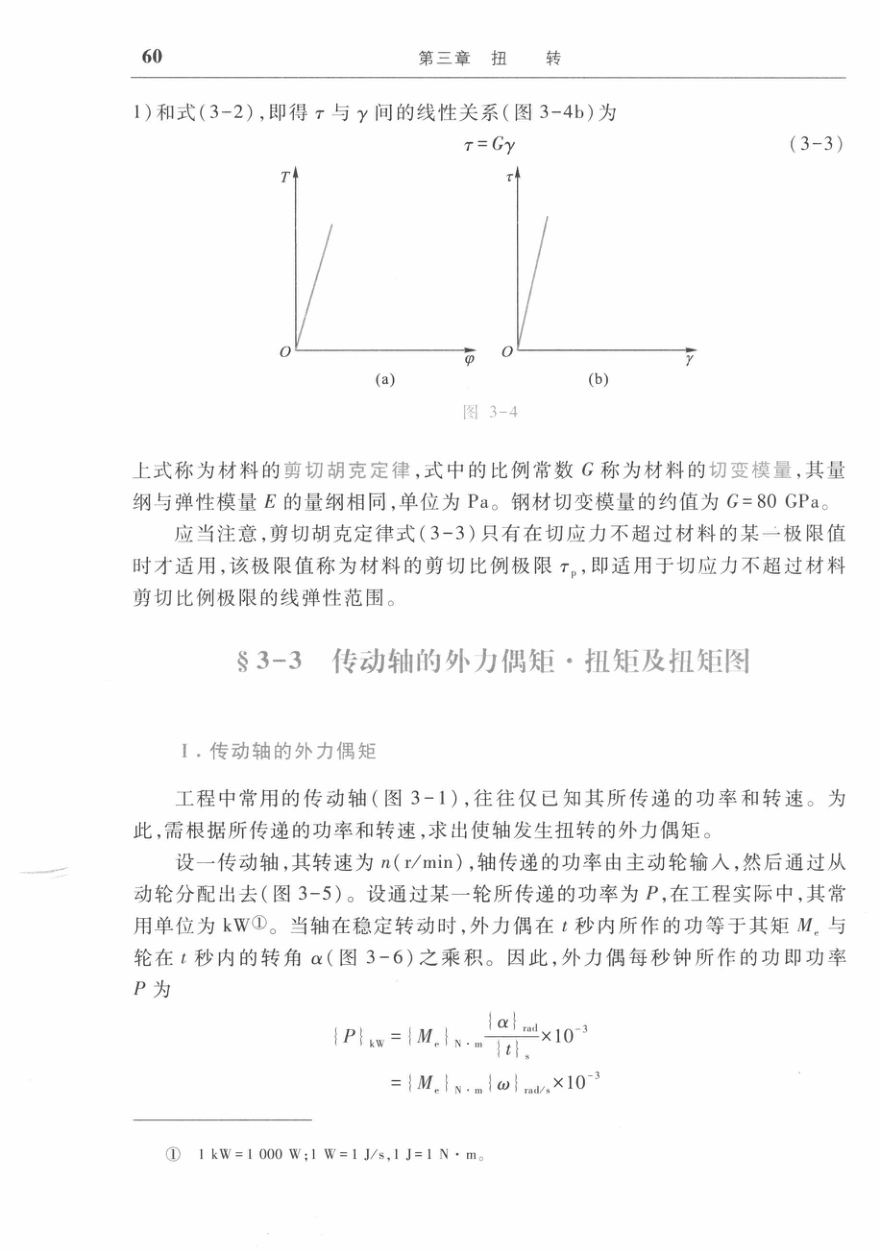 60
第三章 扭 转
1)和式(3-2),即得 τ 与 γ 间的线性关系(图 3-4b)为
τ=Gγ (3-3)
T τ
O φ O γ
(a) (b)
图 3-4
上式称为材料的剪切胡克定律,式中的比例常数 G 称为材料的切变模量,其量
纲与弹性模量 E 的量纲相同,单位为 Pa。钢材切变模量的约值为 G=80 GPa。
应当注意,剪切胡克定律式(3-3)只有在切应力不超过材料的某一极限值
时才适用,该极限值称为材料的剪切比例极限 τp,即适用于切应力不超过材料
剪切比例极限的线弹性范围。
§3-3 传动轴的外力偶矩·扭矩及扭矩图
Ⅰ.传动轴的外力偶矩
工程中常用的传动轴(图 3-1),往往仅已知其所传递的功率和转速。为
此,需根据所传递的功率和转速,求出使轴发生扭转的外力偶矩。
设一传动轴,其转速为 n(r/min),轴传递的功率由主动轮输入,然后通过从
动轮分配出去(图 3-5)。设通过某一轮所传递的功率为 P,在工程实际中,其常
用单位为 kW①。当轴在稳定转动时,外力偶在 t 秒内所作的功等于其矩 Me 与
轮在 t 秒内的转角 α(图 3-6)之乘积。因此,外力偶每秒钟所作的功即功率
P 为
{P}kW={Me}N·m {α}rad/{t}s ×10⁻³
={Me}N·m{ω}rad/s×10⁻³
① 1 kW=1 000 W;1 W=1 J/s,1 J=1 N·m。